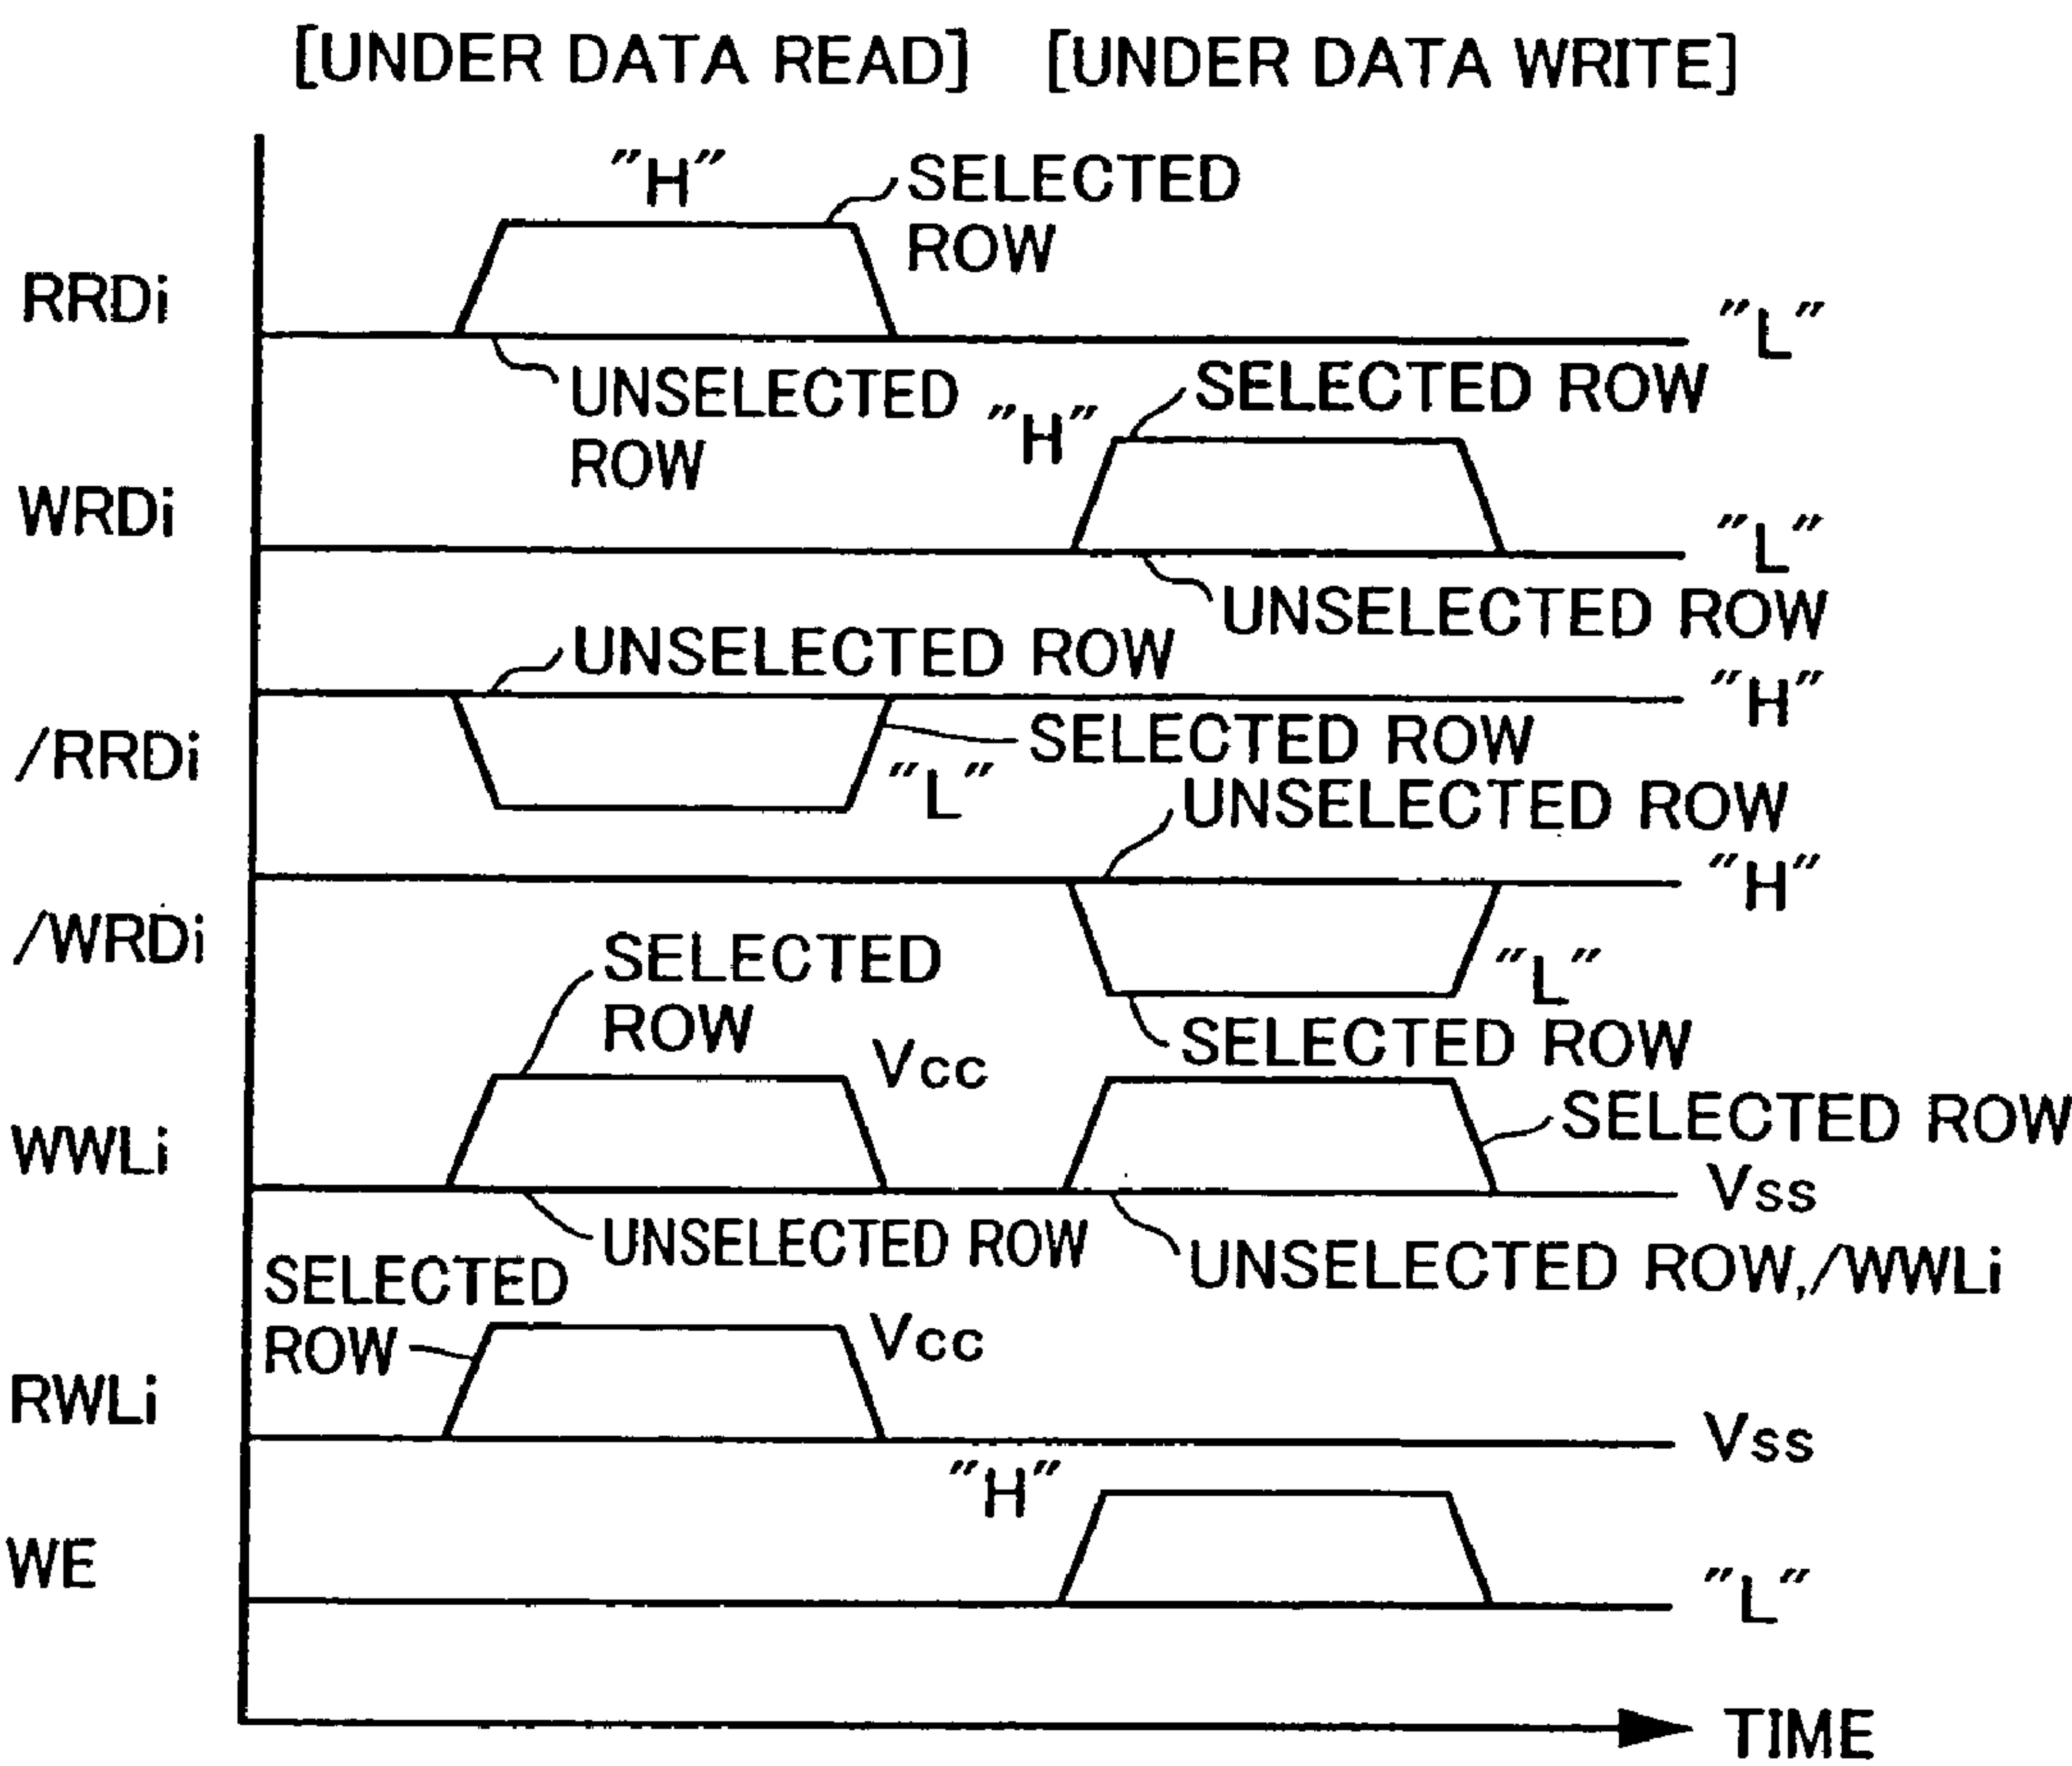 [UNDER DATA READ] [UNDER DATA WRITE]
"H"
SELECTED
ROW
RRDi
"L"
UNSELECTED
ROW
"H"
SELECTED ROW
WRDi
"L"
UNSELECTED ROW
UNSELECTED ROW
"H"
/RRDi
SELECTED ROW
"L"
UNSELECTED ROW
"H"
/WRDi
SELECTED
ROW
"L"
SELECTED ROW
Vcc
WWLi
SELECTED ROW
Vss
UNSELECTED ROW
UNSELECTED ROW,/WWLi
SELECTED
ROW
Vcc
RWLi
Vss
"H"
WE
"L"
TIME